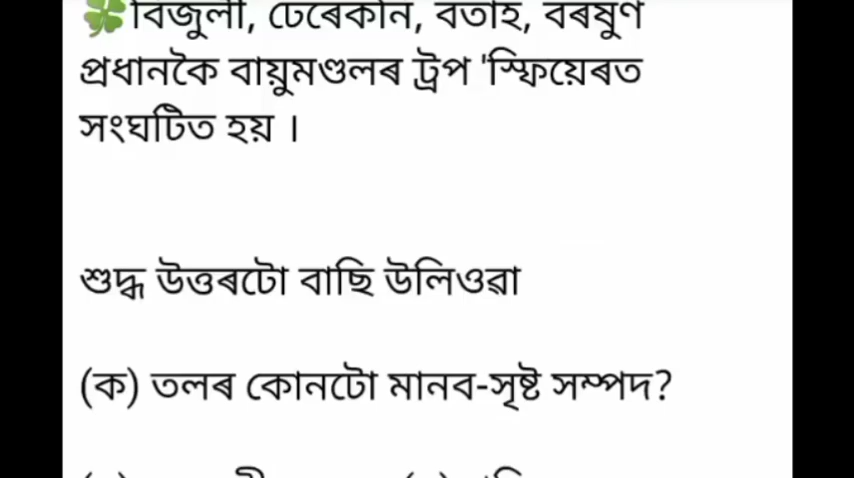 🍀বিজুলী, ঢেৰেকনি, বতাহ, বৰষুণ
প্ৰধানকৈ বায়ুমণ্ডলৰ ট্ৰপ 'স্ফিয়েৰত
সংঘটিত হয় ।
শুদ্ধ উত্তৰটো বাছি উলিওৱা
(ক) তলৰ কোনটো মানব-সৃষ্ট সম্পদ?